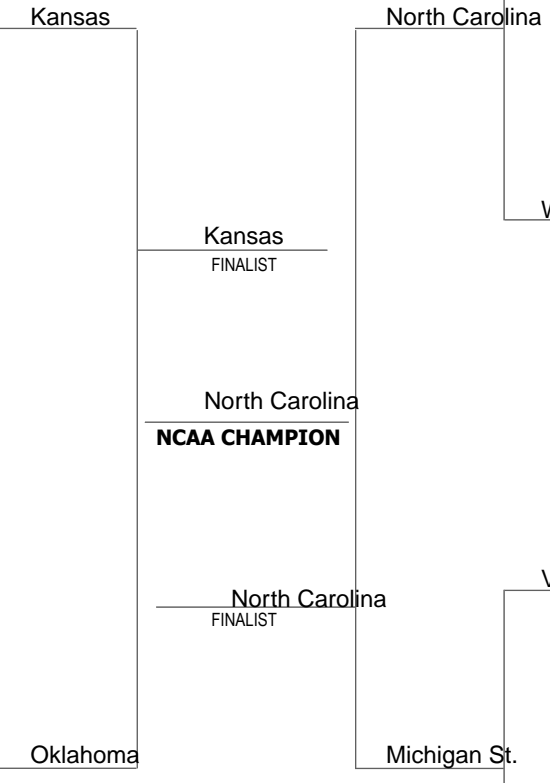 Kansas
North Carolina
W
Kansas
FINALIST
North Carolina
NCAA CHAMPION
North Carolina
FINALIST
Oklahoma
Michigan St.